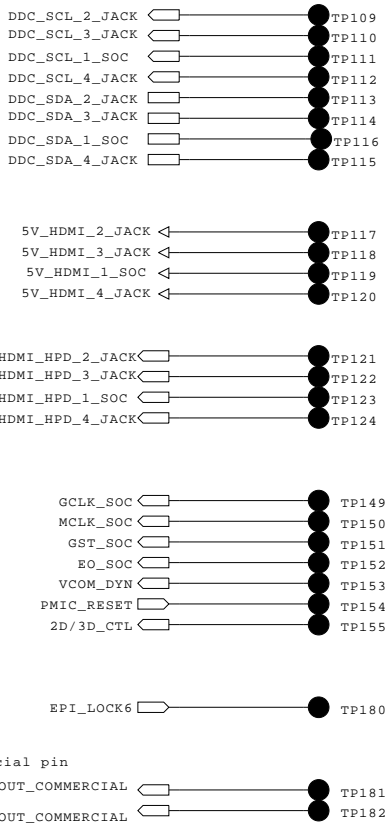 DDC_SCL_2_JACK TP109
DDC_SCL_3_JACK TP110
DDC_SCL_1_SOC TP111
DDC_SCL_4_JACK TP112
DDC_SDA_2_JACK TP113
DDC_SDA_3_JACK TP114
DDC_SDA_1_SOC TP116
DDC_SDA_4_JACK TP115
5V_HDMI_2_JACK TP117
5V_HDMI_3_JACK TP118
5V_HDMI_1_SOC TP119
5V_HDMI_4_JACK TP120
HDMI_HPD_2_JACK TP121
HDMI_HPD_3_JACK TP122
HDMI_HPD_1_SOC TP123
HDMI_HPD_4_JACK TP124
GCLK_SOC TP149
MCLK_SOC TP150
GST_SOC TP151
EO_SOC TP152
VCOM_DYN TP153
PMIC_RESET TP154
2D/3D_CTL TP155
EPI_LOCK6 TP180
cial pin
OUT_COMMERCIAL TP181
OUT_COMMERCIAL TP182